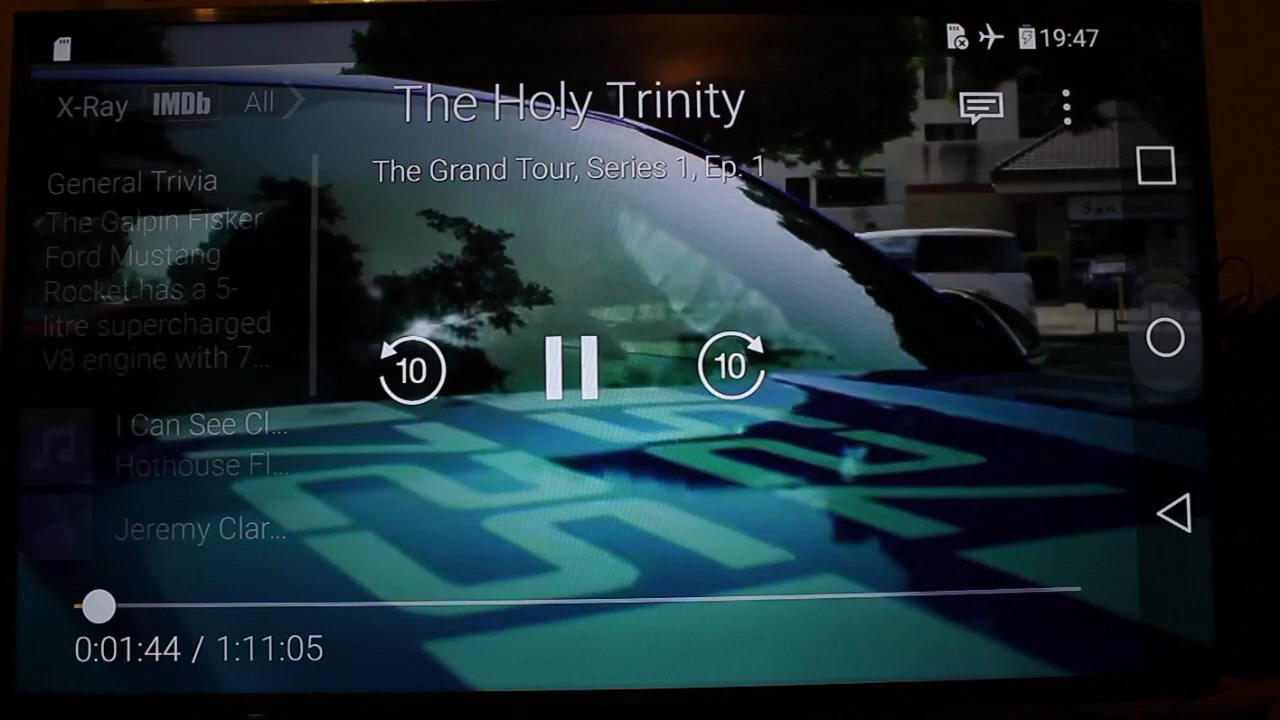 19:47
X-Ray IMDb All
The Holy Trinity
The Grand Tour, Series 1, Ep. 1
General Trivia
The Galpin Fisker
Ford Mustang
Rocket has a 5-
litre supercharged
V8 engine with 7...
10
10
I Can See Cl...
Hothouse Fl...
Jeremy Clar...
0:01:44 / 1:11:05